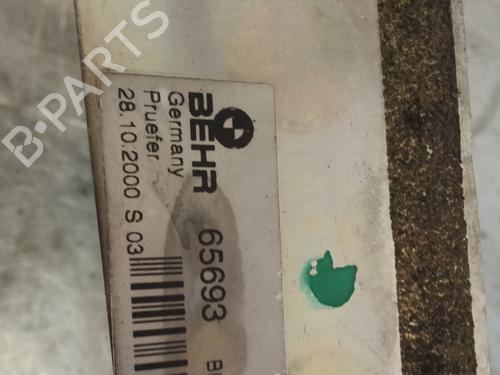 B-PARTS
BEHR 65693
Germany
Pruefer
28.10.2000 S 03